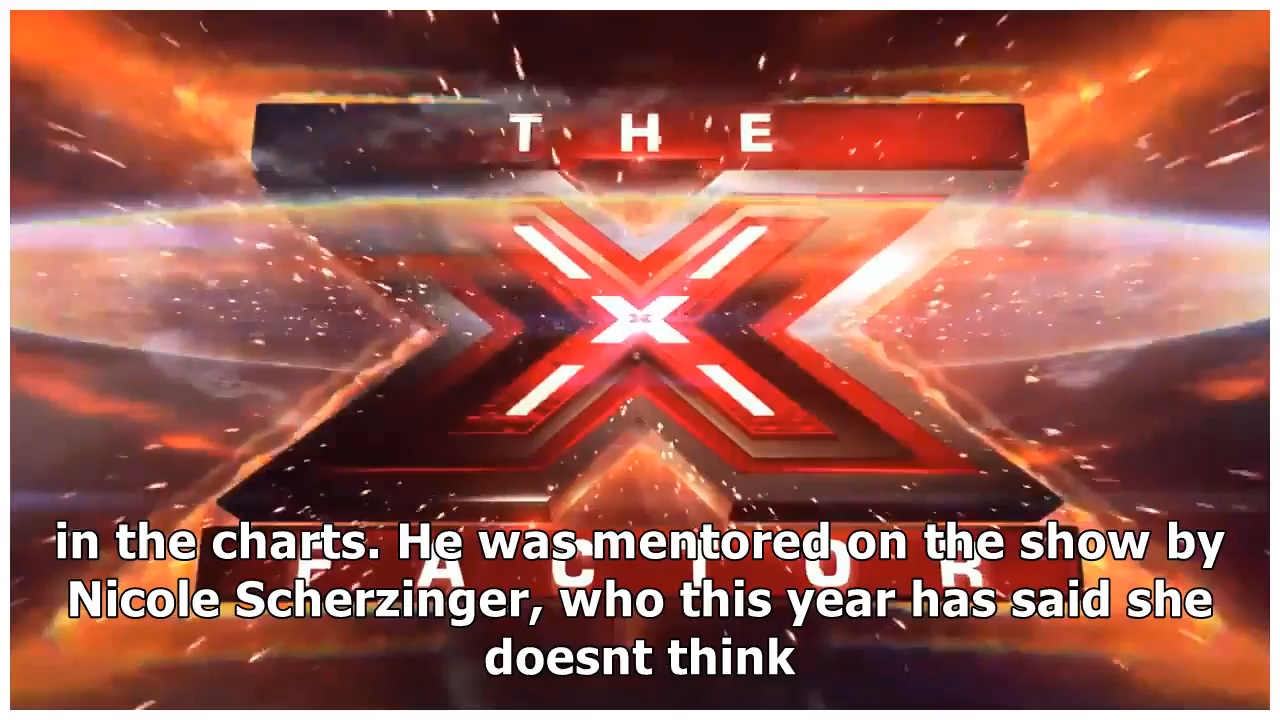 THE
X
in the charts. He was mentored on the show by
FACTOR
Nicole Scherzinger, who this year has said she
doesnt think